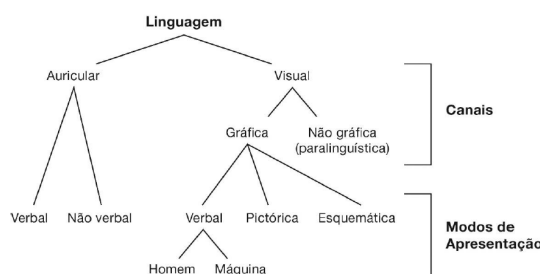 Linguagem
Auricular Visual
Canais
Gráfica Não gráfica
(paralinguística)
Verbal Não verbal Verbal Pictórica Esquemática
Modos de
Apresentação
Homem Máquina